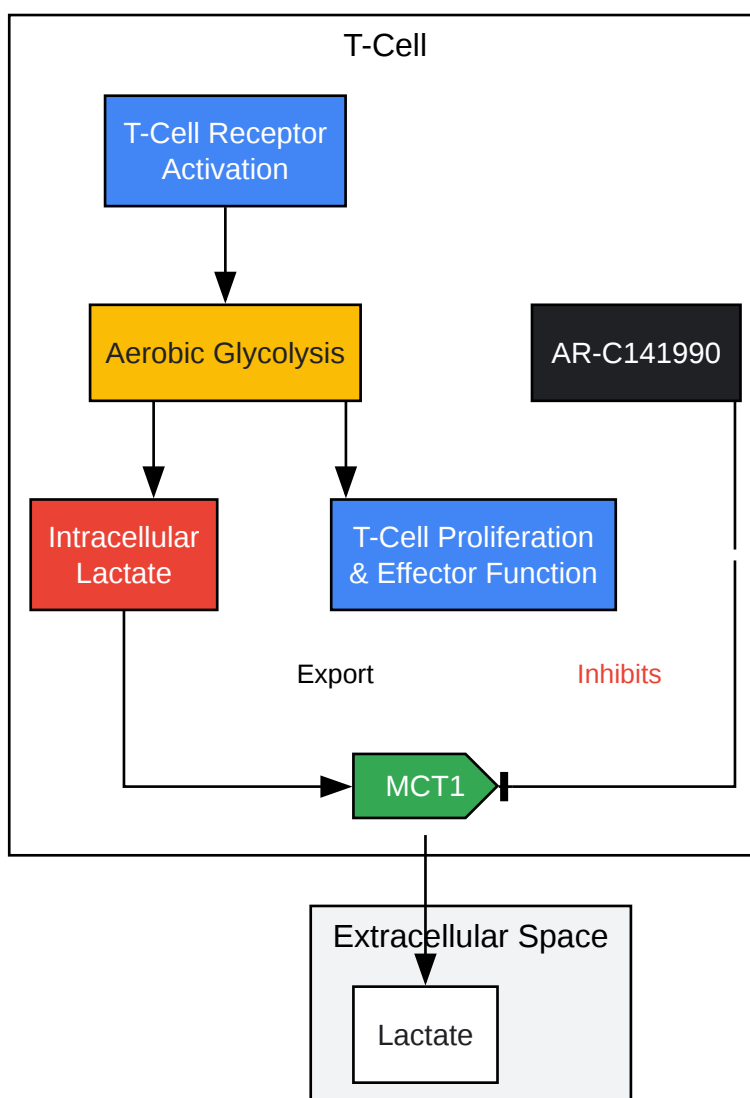 T-Cell
T-Cell Receptor
Activation
Aerobic Glycolysis
AR-C141990
Intracellular
Lactate
T-Cell Proliferation
& Effector Function
Export
Inhibits
MCT1
Extracellular Space
Lactate